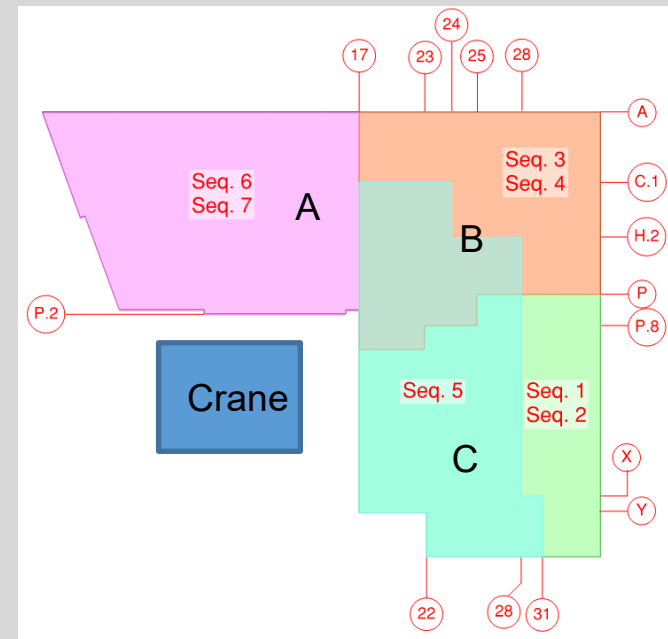 24
17
23
25
28
A
Seq. 3
Seq. 4
Seq. 6
Seq. 7
C.1
A
B
H.2
P
P.2
P.8
Crane
Seq. 5
Seq. 1
Seq. 2
C
X
Y
22
28
31